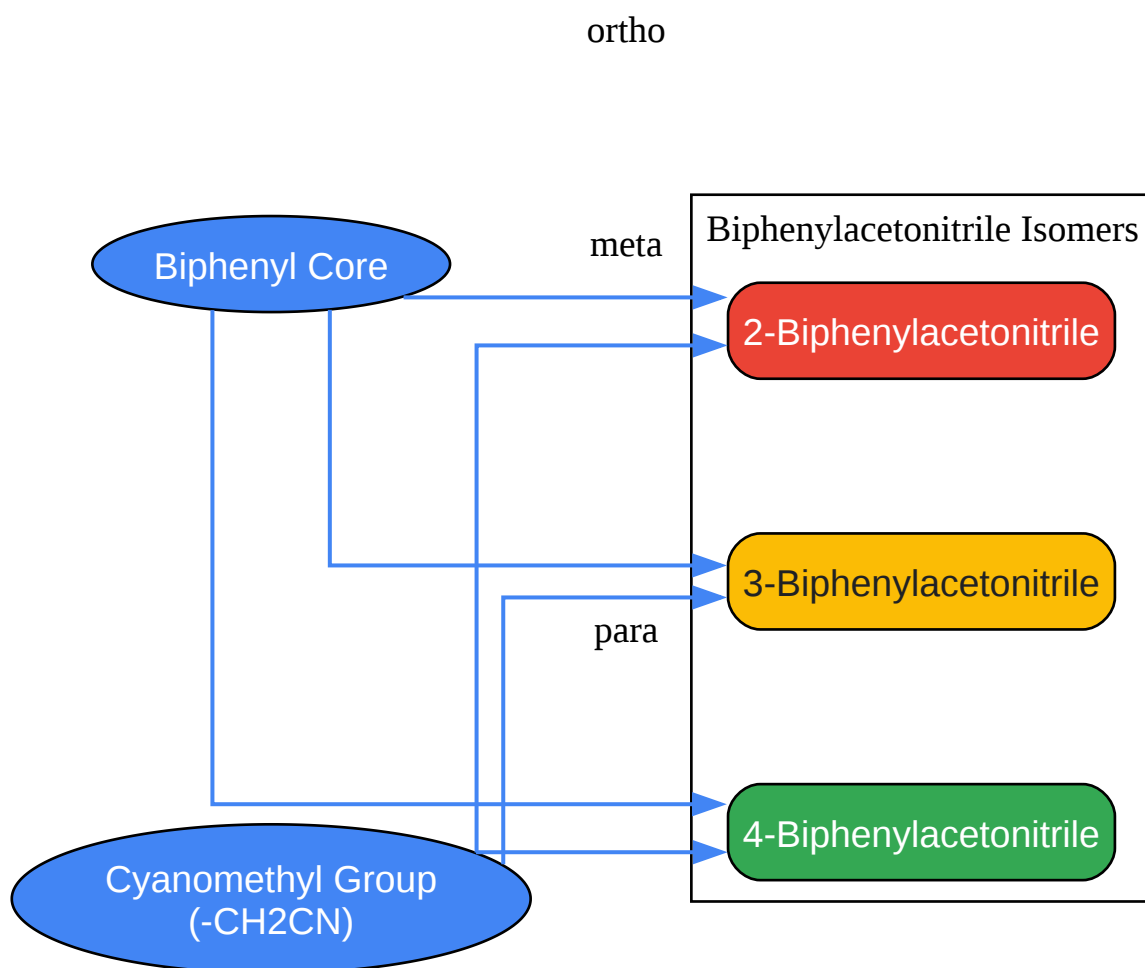 ortho
meta
Biphenylacetonitrile Isomers
Biphenyl Core
2-Biphenylacetonitrile
3-Biphenylacetonitrile
para
4-Biphenylacetonitrile
Cyanomethyl Group
(-CH2CN)